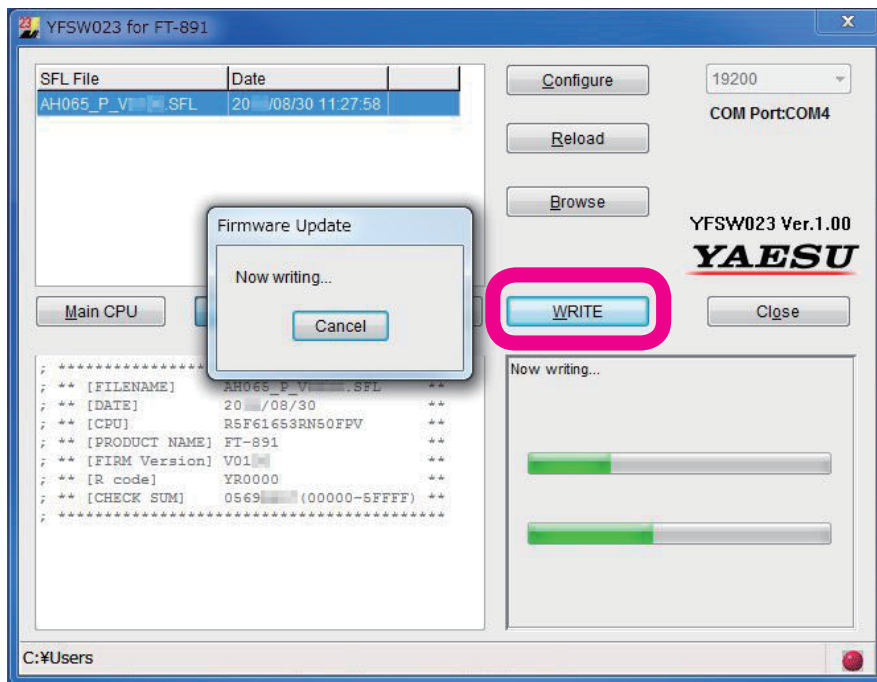 YFSW023 for FT-891
SFL File Date
AH065_P_V .SFL 20 /08/30 11:27:58
Configure
19200
COM Port:COM4
Reload
Browse
YFSW023 Ver.1.00
YAESU
Firmware Update
Now writing...
Cancel
Main CPU
WRITE
Close
; ******************
; ** [FILENAME] AH065_P_V .SFL **
; ** [DATE] 20 /08/30 **
; ** [CPU] R5F61653RN50FPV **
; ** [PRODUCT NAME] FT-891 **
; ** [FIRM Version] V01 **
; ** [R code] YR0000 **
; ** [CHECK SUM] 0569 (00000-5FFFF) **
; ******************************************
Now writing...
C:¥Users